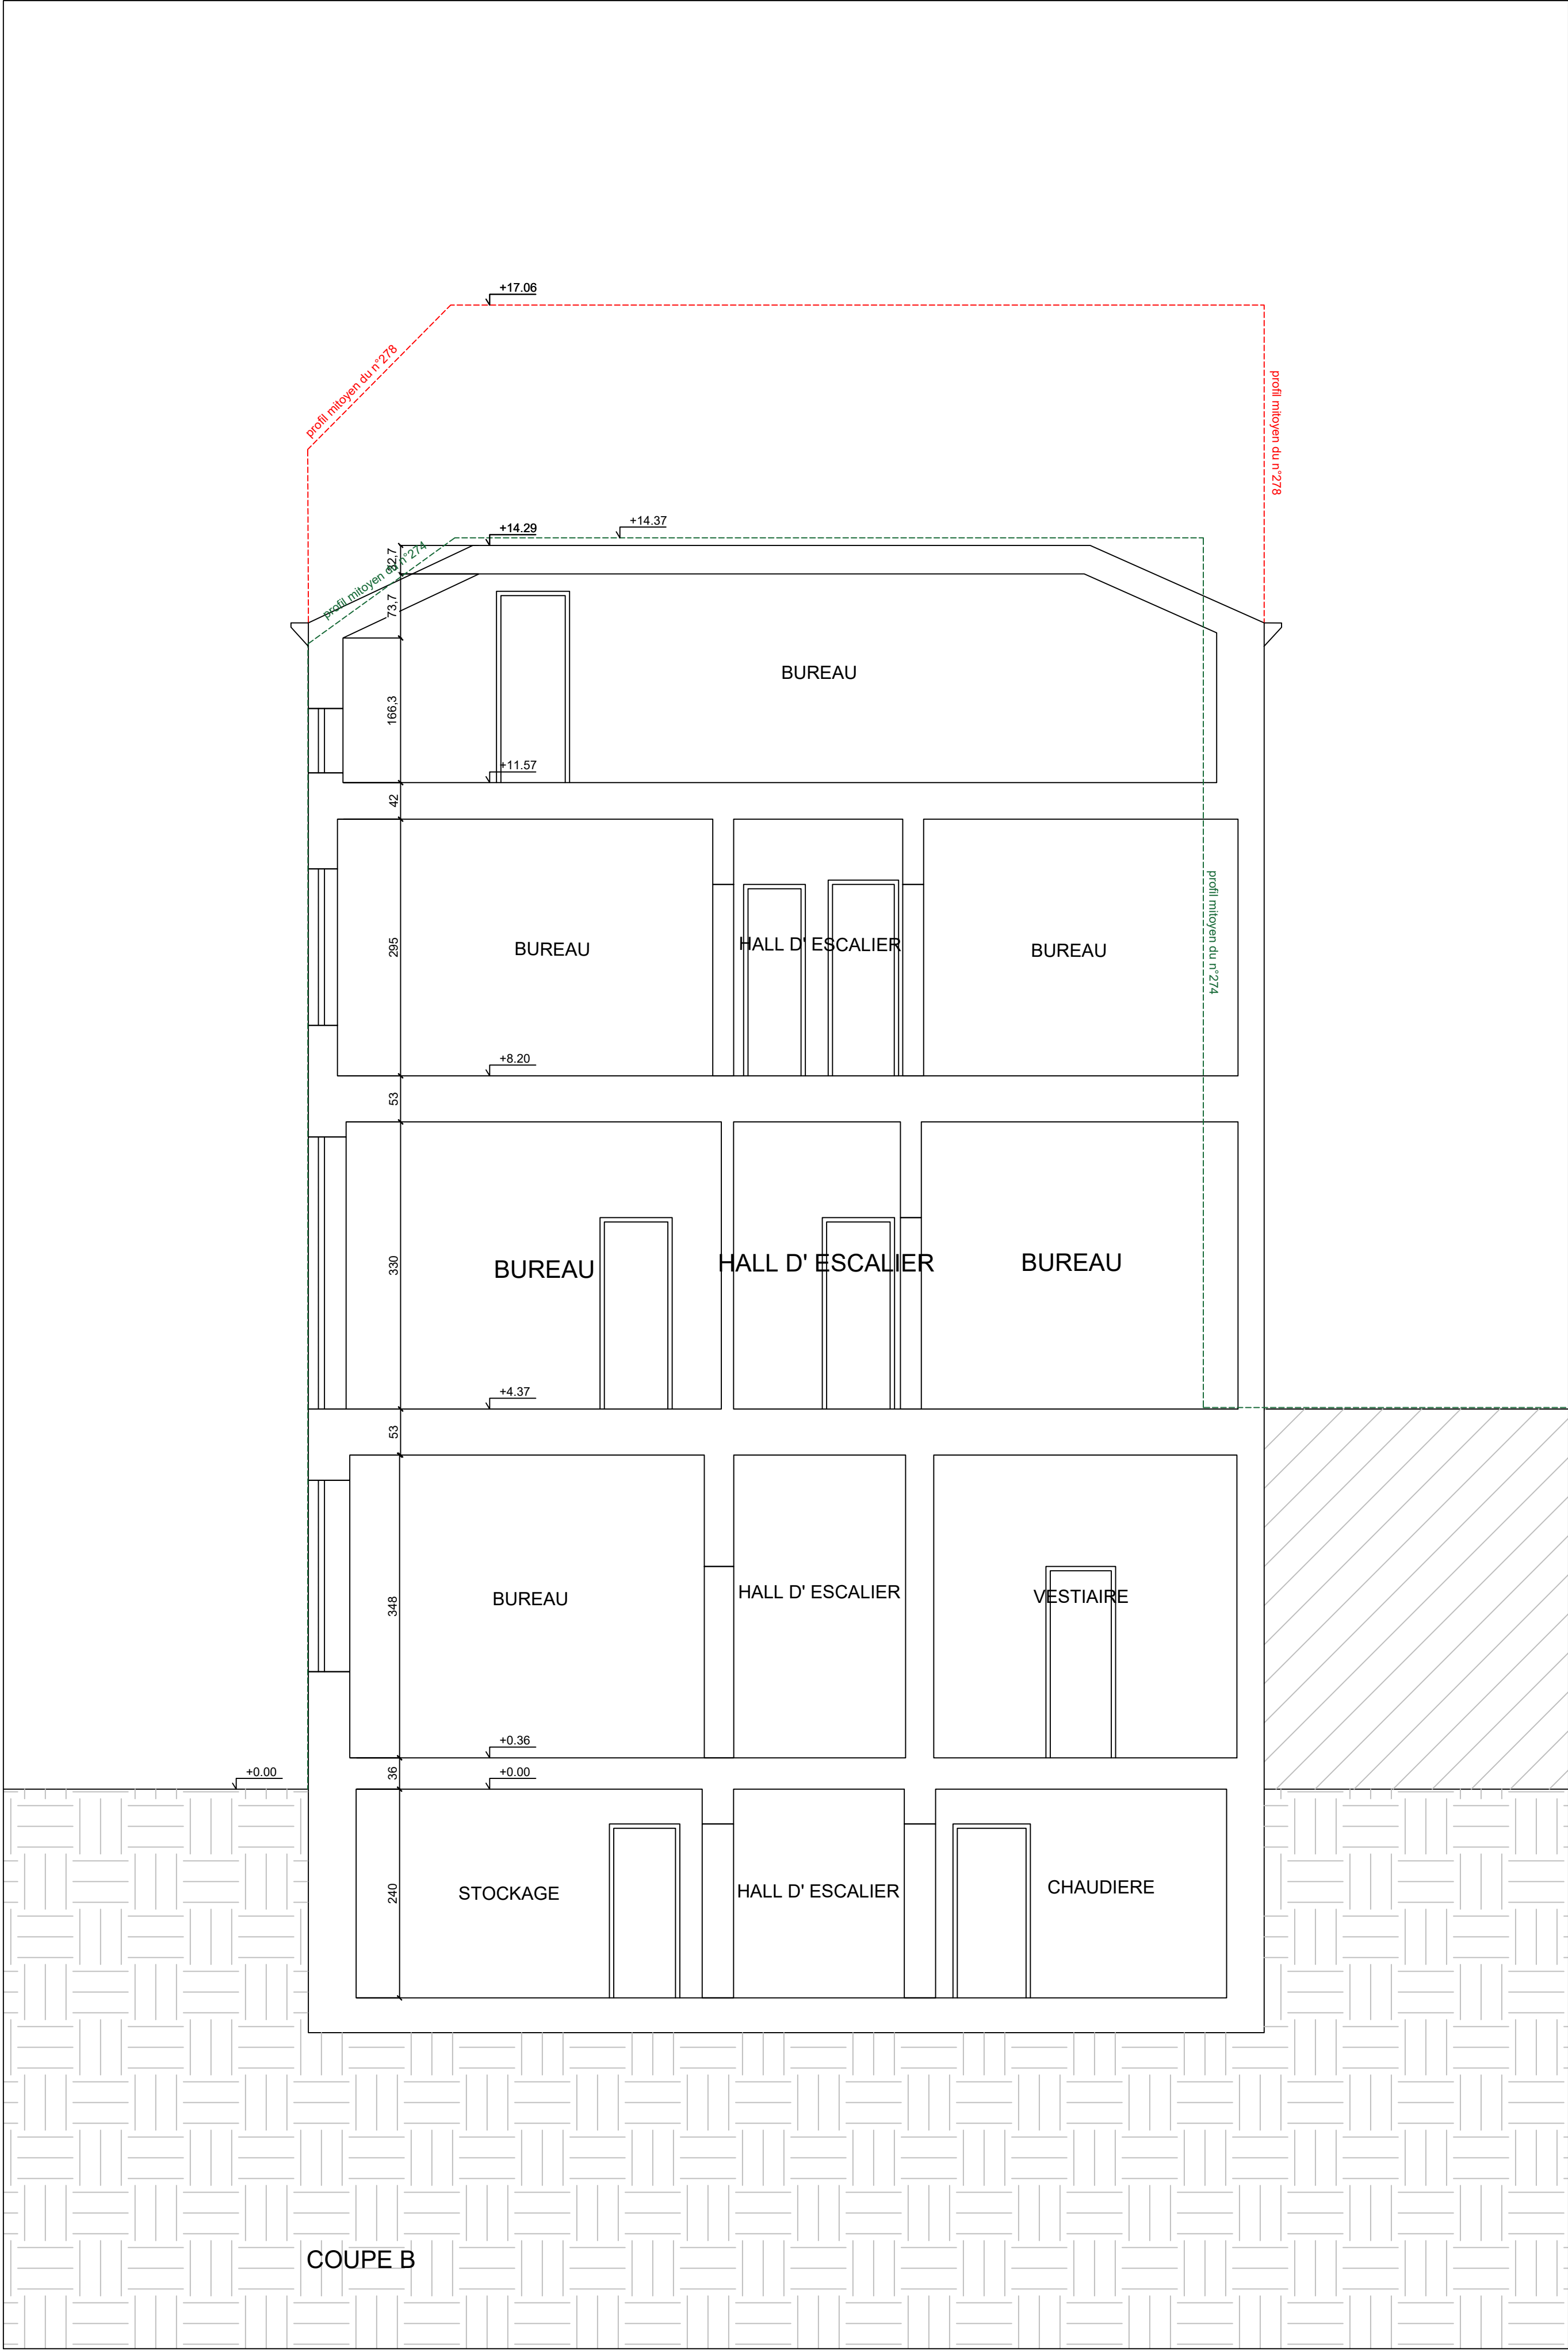 +17.06
profil mitoyen du n°278
profil mitoyen du n°278
+14.37
+14.29
profil mitoyen du n°274
73,7
BUREAU
166,3
+11.57
42
profil mitoyen du n°274
295
BUREAU
HALL D' ESCALIER
BUREAU
+8.20
53
330
BUREAU
HALL D' ESCALIER
BUREAU
+4.37
53
348
BUREAU
HALL D' ESCALIER
VESTIAIRE
+0.36
36
+0.00
+0.00
240
STOCKAGE
HALL D' ESCALIER
CHAUDIERE
COUPE B